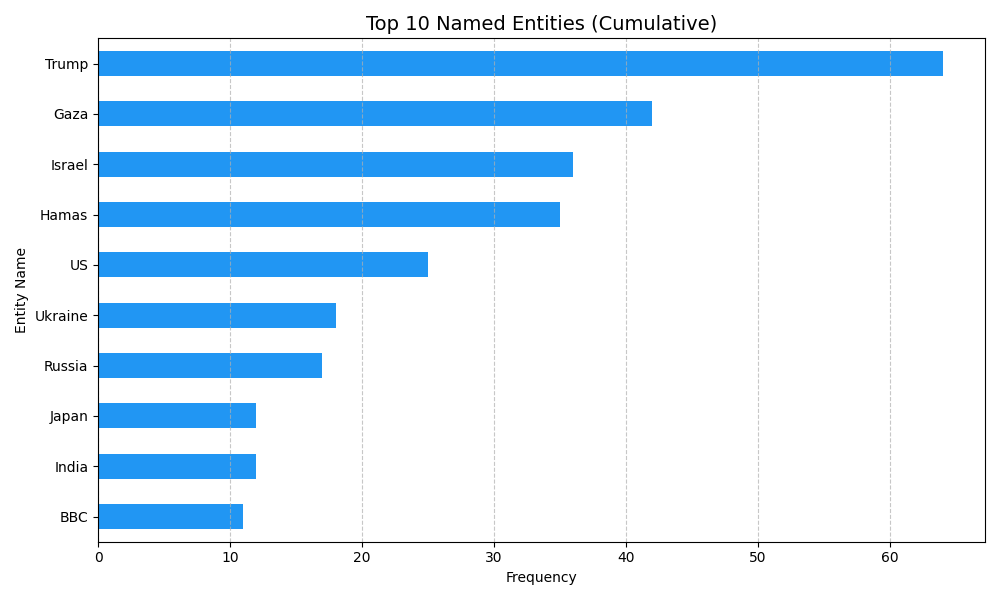 Top 10 Named Entities (Cumulative)
Entity Name
Trump
Gaza
Israel
Hamas
US
Ukraine
Russia
Japan
India
BBC
0 10 20 30 40 50 60
Frequency